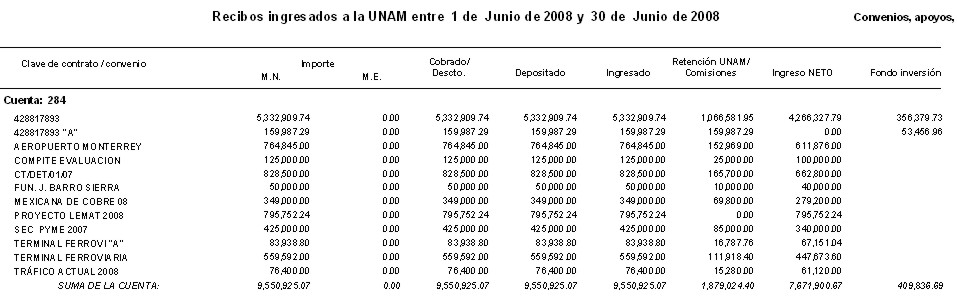 Recibos ingresados a la UNAM entre 1 de Junio de 2008 y 30 de Junio de 2008 Convenios, apoyos,
Clave de contrato / convenio Importe Cobrado/ Descto. Depositado Ingresado Retención UNAM/ Comisiones Ingreso NETO Fondo inversión
M.N. M.E.
Cuenta: 284
428817893 5,332,909.74 0.00 5,332,909.74 5,332,909.74 5,332,909.74 1,066,581.95 4,266,327.79 356,379.73
428817893 "A" 159,987.29 0.00 159,987.29 159,987.29 159,987.29 159,987.29 0.00 53,456.96
AEROPUERTO MONTERREY 764,845.00 0.00 764,845.00 764,845.00 764,845.00 152,969.00 611,876.00
COMPITE EVALUACION 125,000.00 0.00 125,000.00 125,000.00 125,000.00 25,000.00 100,000.00
CT/DET/01/07 828,500.00 0.00 828,500.00 828,500.00 828,500.00 165,700.00 662,800.00
FUN. J. BARRO SIERRA 50,000.00 0.00 50,000.00 50,000.00 50,000.00 10,000.00 40,000.00
MEXICANA DE COBRE 08 349,000.00 0.00 349,000.00 349,000.00 349,000.00 69,800.00 279,200.00
PROYECTO LEMAT 2008 795,752.24 0.00 795,752.24 795,752.24 795,752.24 0.00 795,752.24
SEC PYME 2007 425,000.00 0.00 425,000.00 425,000.00 425,000.00 85,000.00 340,000.00
TERMINAL FERROVI "A" 83,938.80 0.00 83,938.80 83,938.80 83,938.80 16,787.76 67,151.04
TERMINAL FERROVIARIA 559,592.00 0.00 559,592.00 559,592.00 559,592.00 111,918.40 447,673.60
TRÁFICO ACTUAL 2008 76,400.00 0.00 76,400.00 76,400.00 76,400.00 15,280.00 61,120.00
SUMA DE LA CUENTA: 9,550,925.07 0.00 9,550,925.07 9,550,925.07 9,550,925.07 1,879,024.40 7,671,900.67 409,836.69